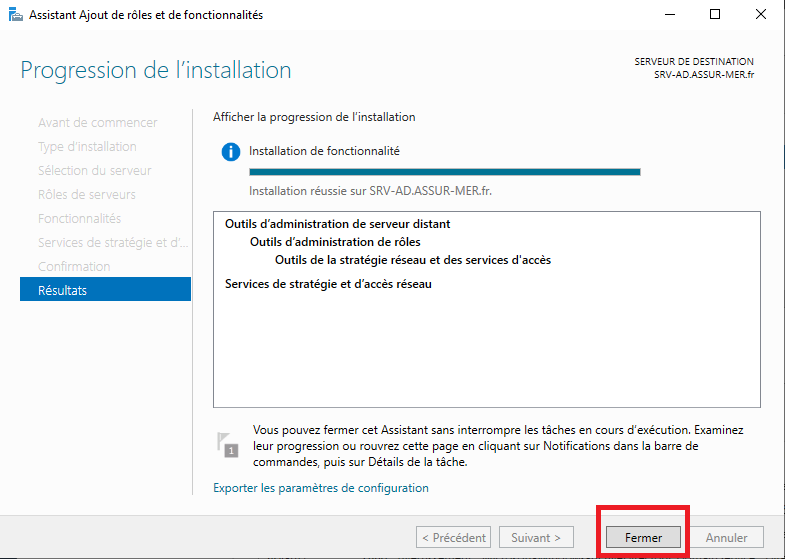 Assistant Ajout de rôles et de fonctionnalités
Progression de l'installation
SERVEUR DE DESTINATION
SRV-AD.ASSUR-MER.fr
Avant de commencer
Type d'installation
Sélection du serveur
Rôles de serveurs
Fonctionnalités
Services de stratégie et d'...
Confirmation
Résultats
Afficher la progression de l'installation
Installation de fonctionnalité
Installation réussie sur SRV-AD.ASSUR-MER.fr.
Outils d'administration de serveur distant
Outils d'administration de rôles
Outils de la stratégie réseau et des services d'accès
Services de stratégie et d'accès réseau
1
Vous pouvez fermer cet Assistant sans interrompre les tâches en cours d'exécution. Examinez
leur progression ou rouvrez cette page en cliquant sur Notifications dans la barre de
commandes, puis sur Détails de la tâche.
Exporter les paramètres de configuration
< Précédent
Suivant >
Fermer
Annuler